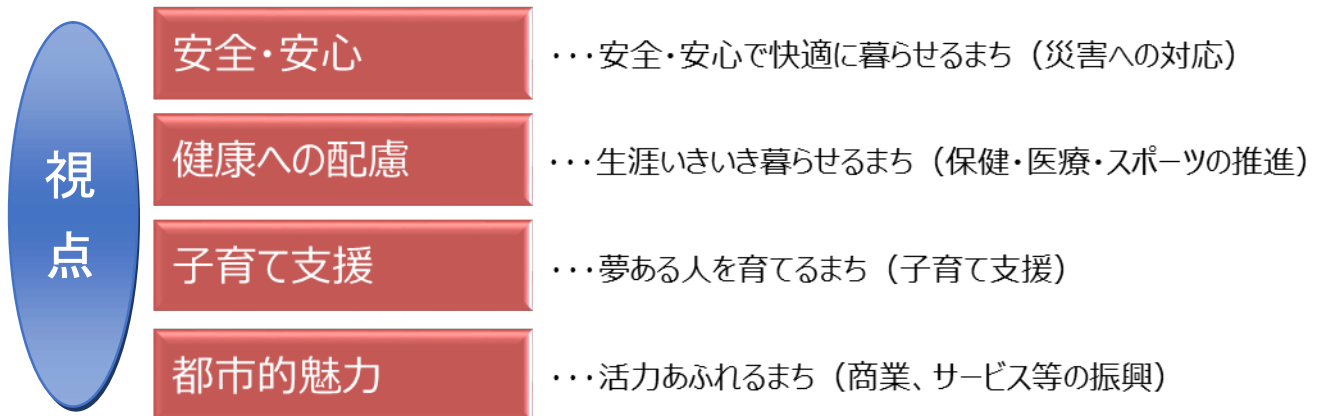 視点
安全・安心
・・・安全・安心で快適に暮らせるまち（災害への対応）
健康への配慮
・・・生涯いきいき暮らせるまち（保健・医療・スポーツの推進）
子育て支援
・・・夢ある人を育てるまち（子育て支援）
都市的魅力
・・・活力あふれるまち（商業、サービス等の振興）